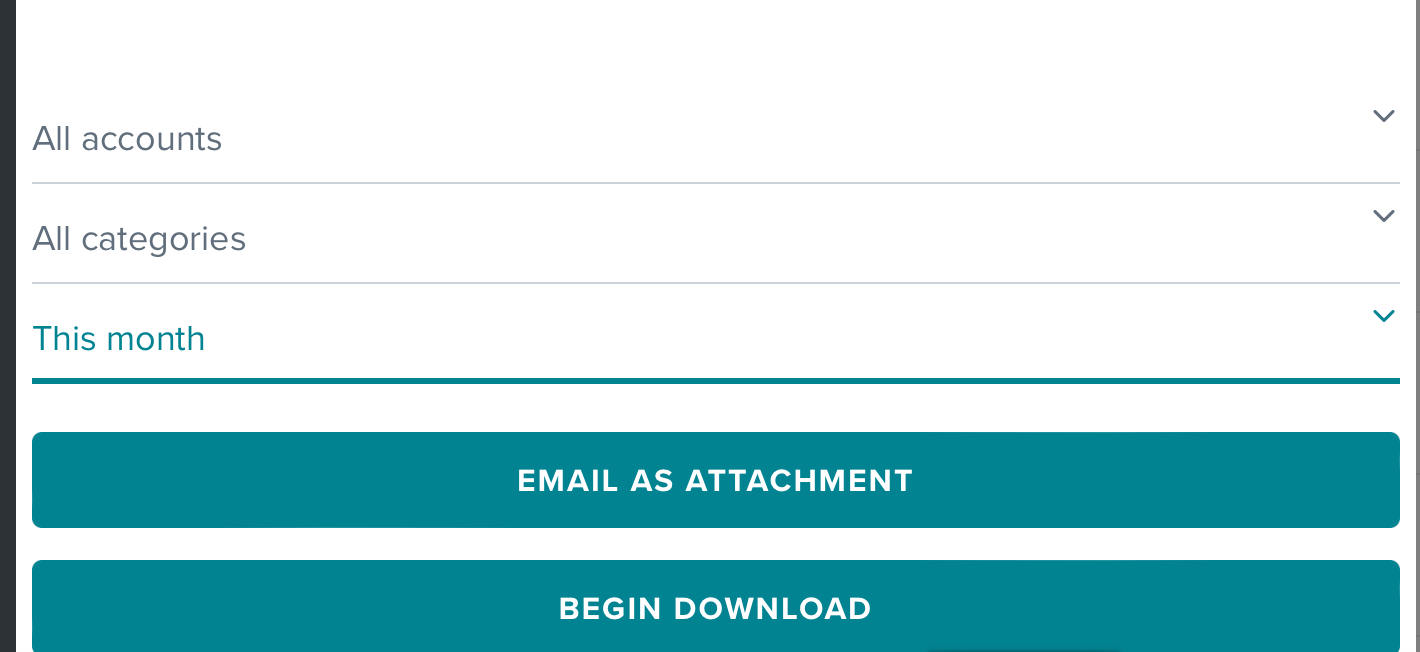 All accounts
All categories
This month
EMAIL AS ATTACHMENT
BEGIN DOWNLOAD